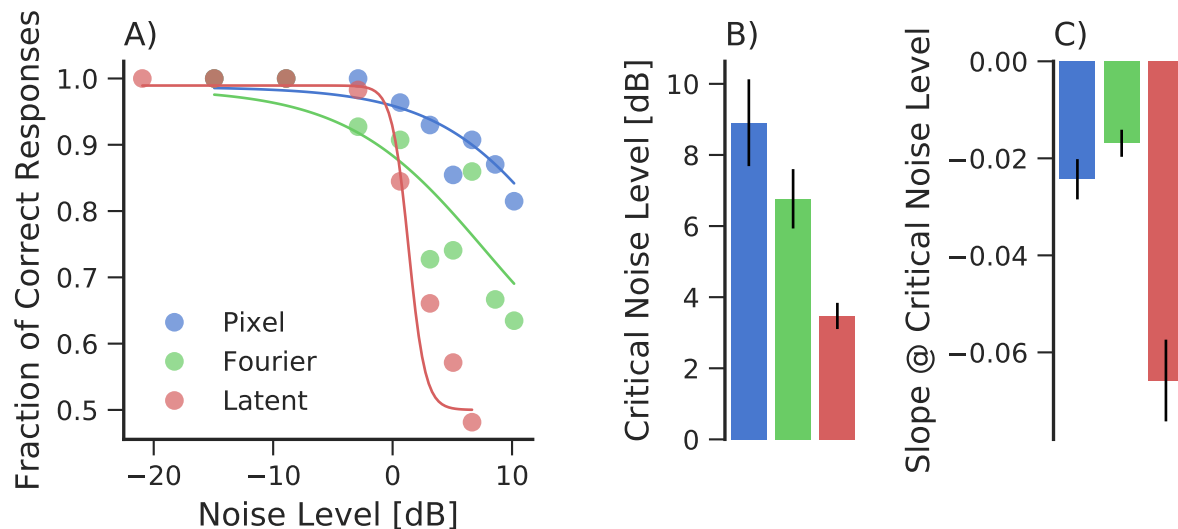 A)
Fraction of Correct Responses
1.0
0.9
0.8
0.7
0.6
0.5
Pixel
Fourier
Latent
−20
−10
0
10
Noise Level [dB]
B)
Critical Noise Level [dB]
10
8
6
4
2
0
C)
Slope @ Critical Noise Level
0.00
−0.02
−0.04
−0.06